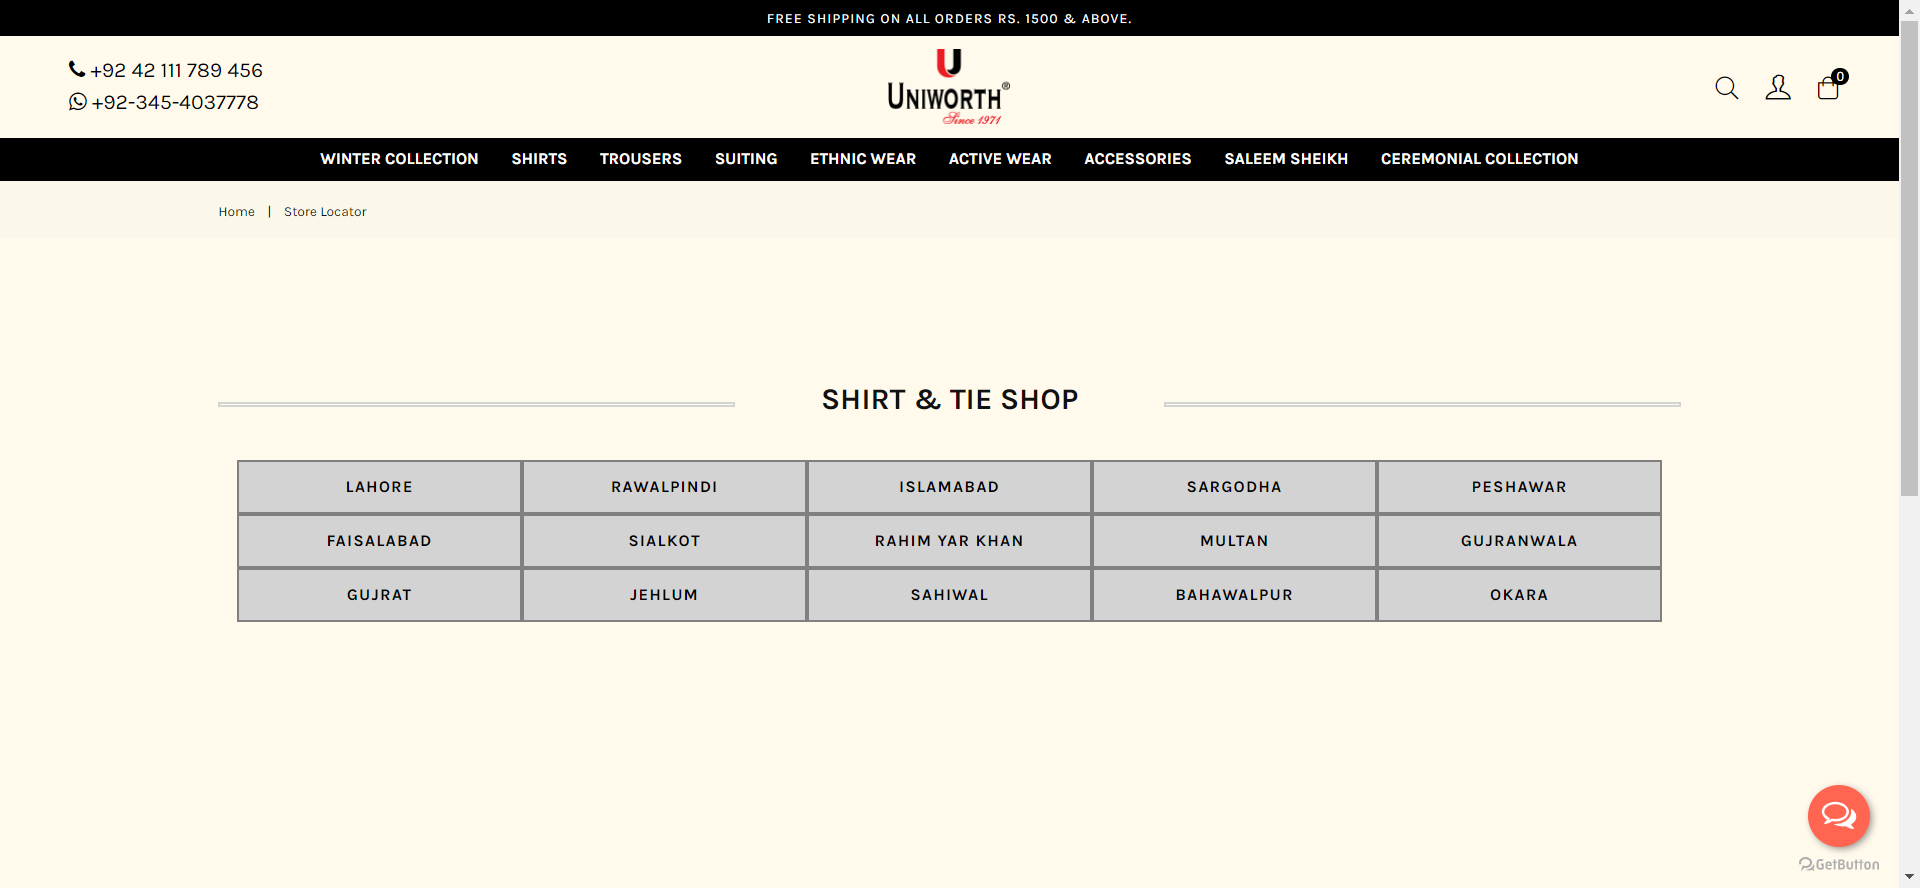 FREE SHIPPING ON ALL ORDERS RS. 1500 & ABOVE.
+92 42 111 789 456
+92-345-4037778
UNIWORTH®
Since 1971
0
WINTER COLLECTION SHIRTS TROUSERS SUITING ETHNIC WEAR ACTIVE WEAR ACCESSORIES SALEEM SHEIKH CEREMONIAL COLLECTION
Home | Store Locator
SHIRT & TIE SHOP
LAHORE RAWALPINDI ISLAMABAD SARGODHA PESHAWAR
FAISALABAD SIALKOT RAHIM YAR KHAN MULTAN GUJRANWALA
GUJRAT JEHLUM SAHIWAL BAHAWALPUR OKARA
GetButton